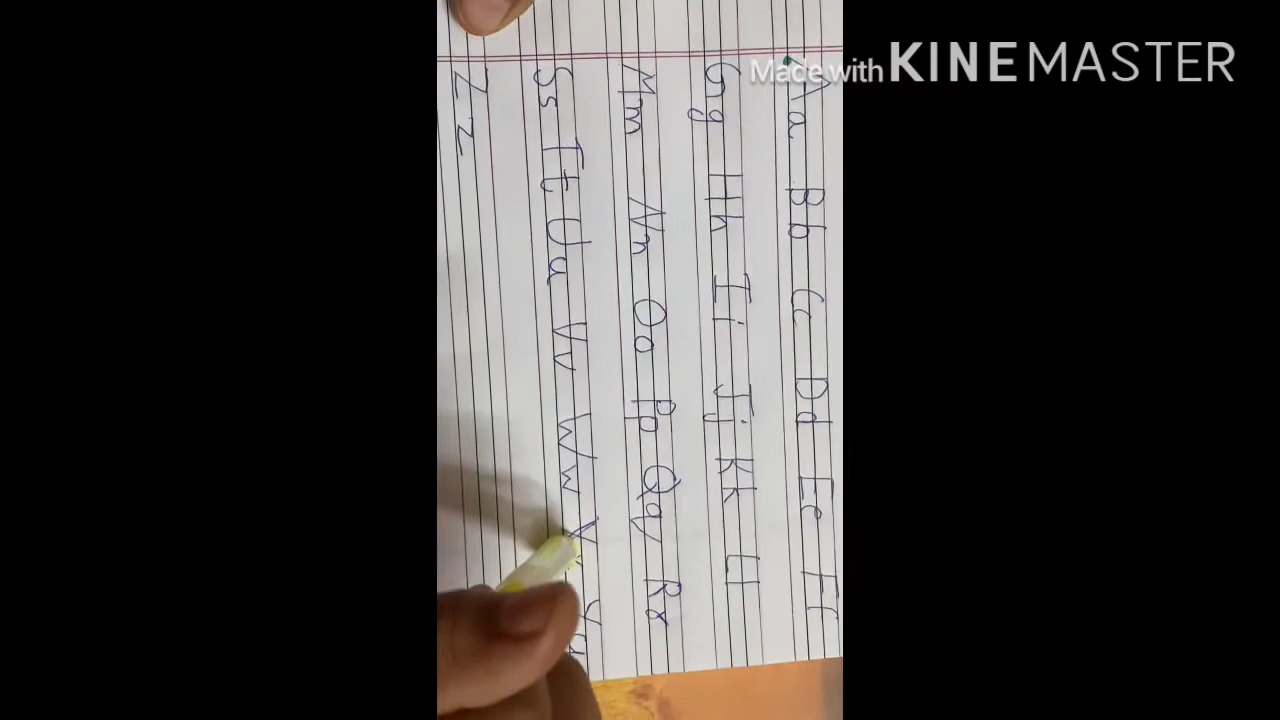 Made with KINEMASTER
Aa Bb Cc Dd Ee Ff
Gg Hh Ii Jj Kk Ll
Mm Nn Oo Pp Qq Rr
Ss Tt Uu Vv Ww X Yy
Zz